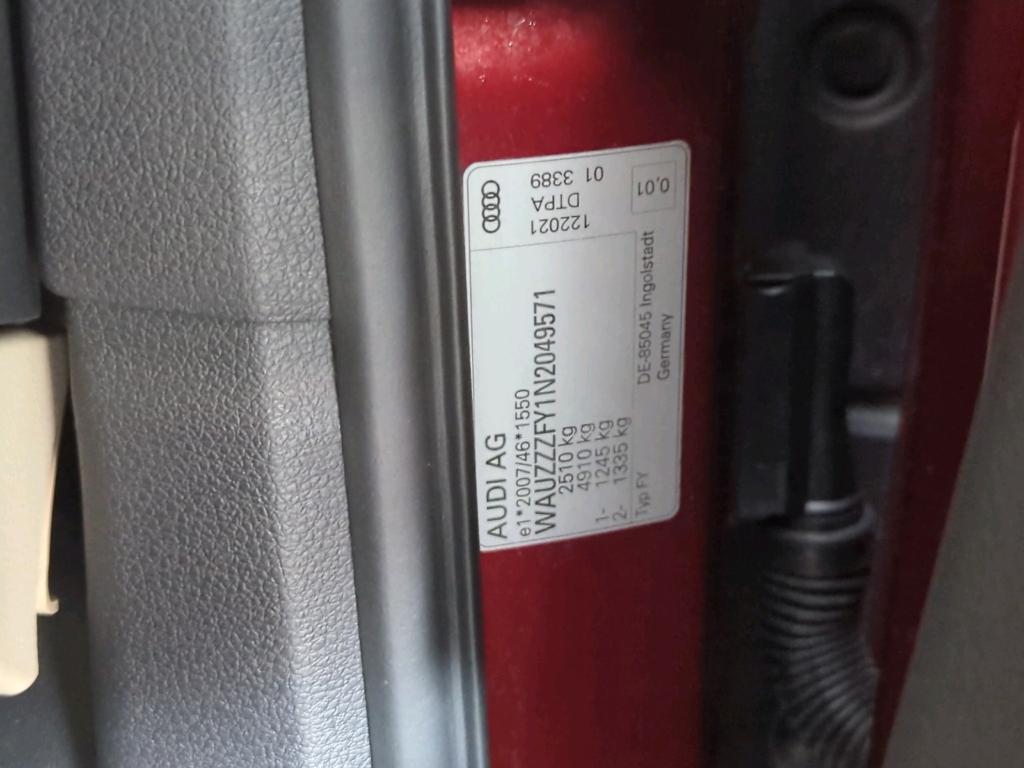 AUDI AG
e1*2007/46*1550
WAUZZZFY1N2049571
2510 kg
4910 kg
1- 1245 kg
2- 1335 kg
Typ FY
DE-85045 Ingolstadt
Germany
122021
DTPA
01 3389
0,01